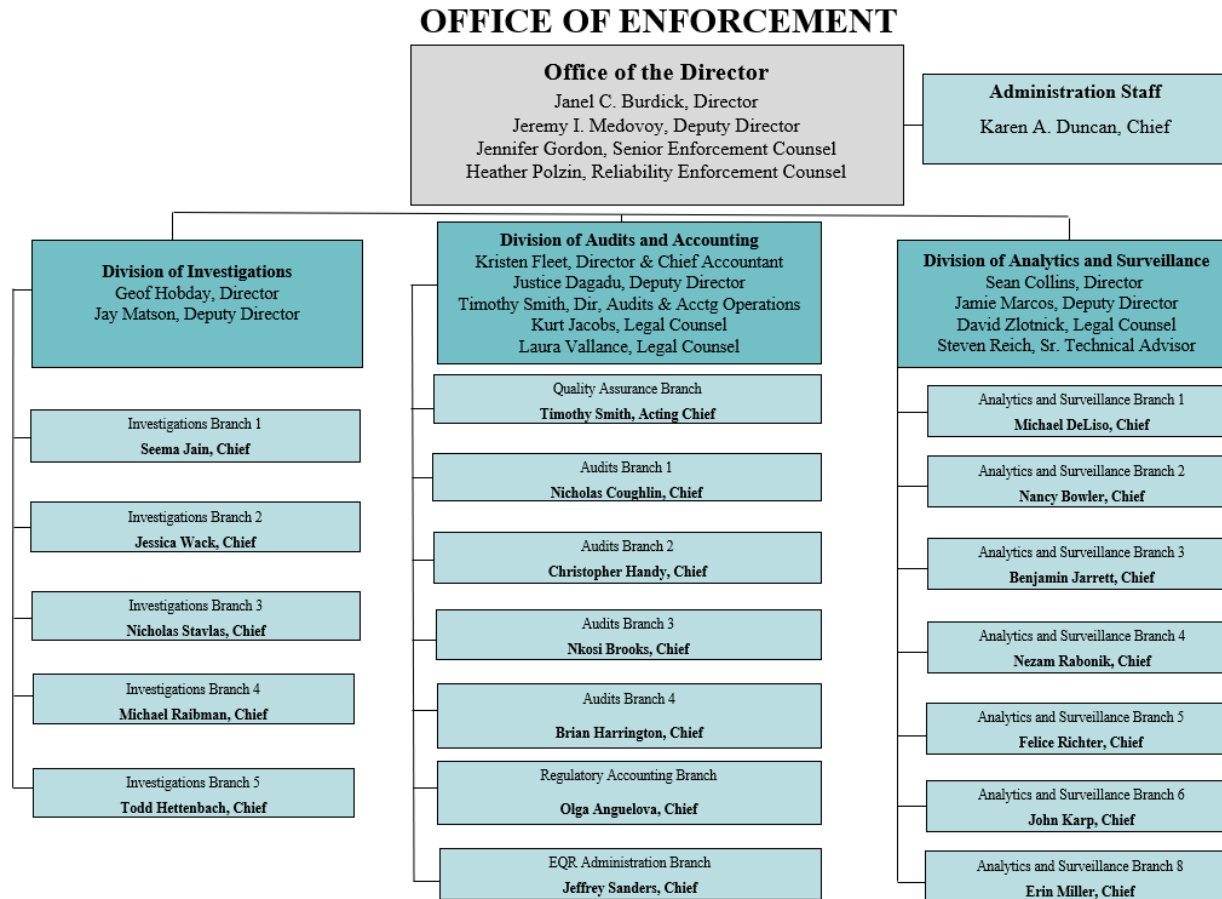 OFFICE OF ENFORCEMENT
Office of the Director
Janel C. Burdick, Director
Jeremy I. Medovoy, Deputy Director
Jennifer Gordon, Senior Enforcement Counsel
Heather Polzin, Reliability Enforcement Counsel
Administration Staff
Karen A. Duncan, Chief
Division of Investigations
Geof Hobday, Director
Jay Matson, Deputy Director
Investigations Branch 1
Seema Jain, Chief
Investigations Branch 2
Jessica Wack, Chief
Investigations Branch 3
Nicholas Stavlas, Chief
Investigations Branch 4
Michael Raibman, Chief
Investigations Branch 5
Todd Hettenbach, Chief
Division of Audits and Accounting
Kristen Fleet, Director & Chief Accountant
Justice Dagadu, Deputy Director
Timothy Smith, Dir, Audits & Acctg Operations
Kurt Jacobs, Legal Counsel
Laura Vallance, Legal Counsel
Quality Assurance Branch
Timothy Smith, Acting Chief
Audits Branch 1
Nicholas Coughlin, Chief
Audits Branch 2
Christopher Handy, Chief
Audits Branch 3
Nkosi Brooks, Chief
Audits Branch 4
Brian Harrington, Chief
Regulatory Accounting Branch
Olga Anguelova, Chief
EQR Administration Branch
Jeffrey Sanders, Chief
Division of Analytics and Surveillance
Sean Collins, Director
Jamie Marcos, Deputy Director
David Zlotnick, Legal Counsel
Steven Reich, Sr. Technical Advisor
Analytics and Surveillance Branch 1
Michael DeLiso, Chief
Analytics and Surveillance Branch 2
Nancy Bowler, Chief
Analytics and Surveillance Branch 3
Benjamin Jarrett, Chief
Analytics and Surveillance Branch 4
Nezam Rabonik, Chief
Analytics and Surveillance Branch 5
Felice Richter, Chief
Analytics and Surveillance Branch 6
John Karp, Chief
Analytics and Surveillance Branch 8
Erin Miller, Chief